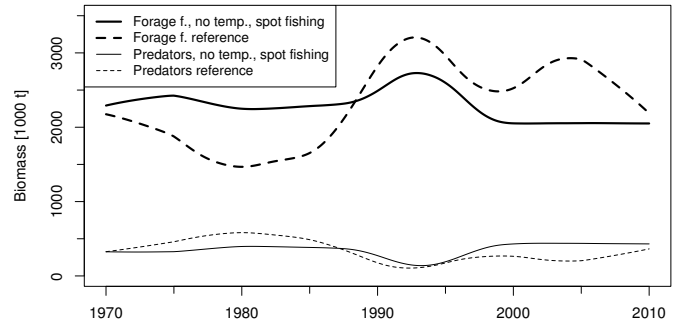 Forage f., no temp., spot fishing
Forage f. reference
Predators, no temp., spot fishing
Predators reference
Biomass [1000 t]
3000
2000
1000
0
1970
1980
1990
2000
2010